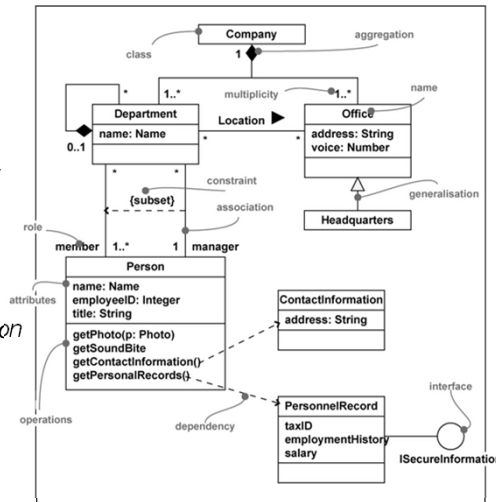 Company
class
aggregation
1
* 1..* multiplicity 1..* name
Department
Office
name: Name
Location
address: String
voice: Number
* *
0..1
* *
constraint
generalisation
{subset}
association
Headquarters
role
member 1..* 1 manager
Person
name: Name
employeeID: Integer
title: String
attributes
ContactInformation
address: String
on
getPhoto(p: Photo)
getSoundBite
getContactInformation()
getPersonalRecords()
operations
dependency
interface
PersonnelRecord
taxID
employmentHistory
salary
ISecureInformatio